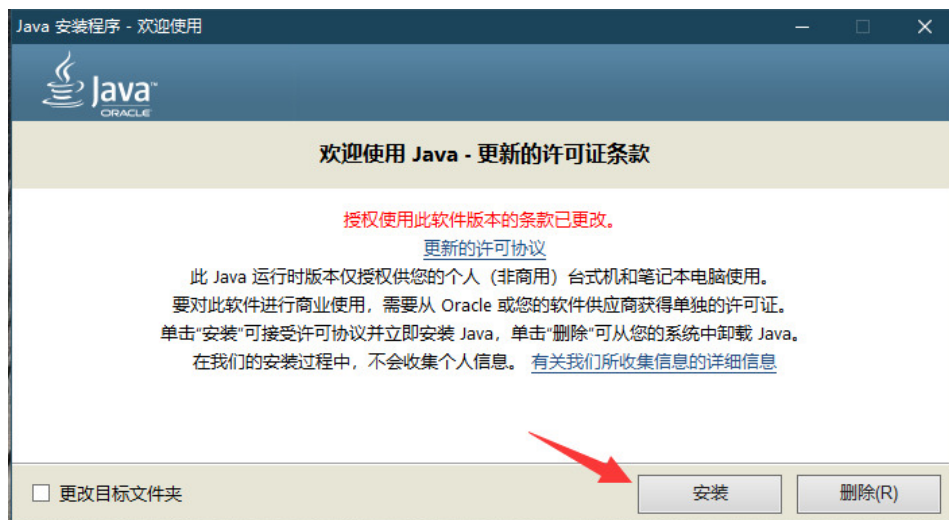 Java 安装程序 - 欢迎使用
Java™
ORACLE
欢迎使用 Java - 更新的许可证条款
授权使用此软件版本的条款已更改。
更新的许可协议
此 Java 运行时版本仅授权供您的个人（非商用）台式机和笔记本电脑使用。
要对此软件进行商业使用，需要从 Oracle 或您的软件供应商获得单独的许可证。
单击“安装”可接受许可协议并立即安装 Java，单击“删除”可从您的系统中卸载 Java。
在我们的安装过程中，不会收集个人信息。 有关我们所收集信息的详细信息
更改目标文件夹 安装 删除(R)